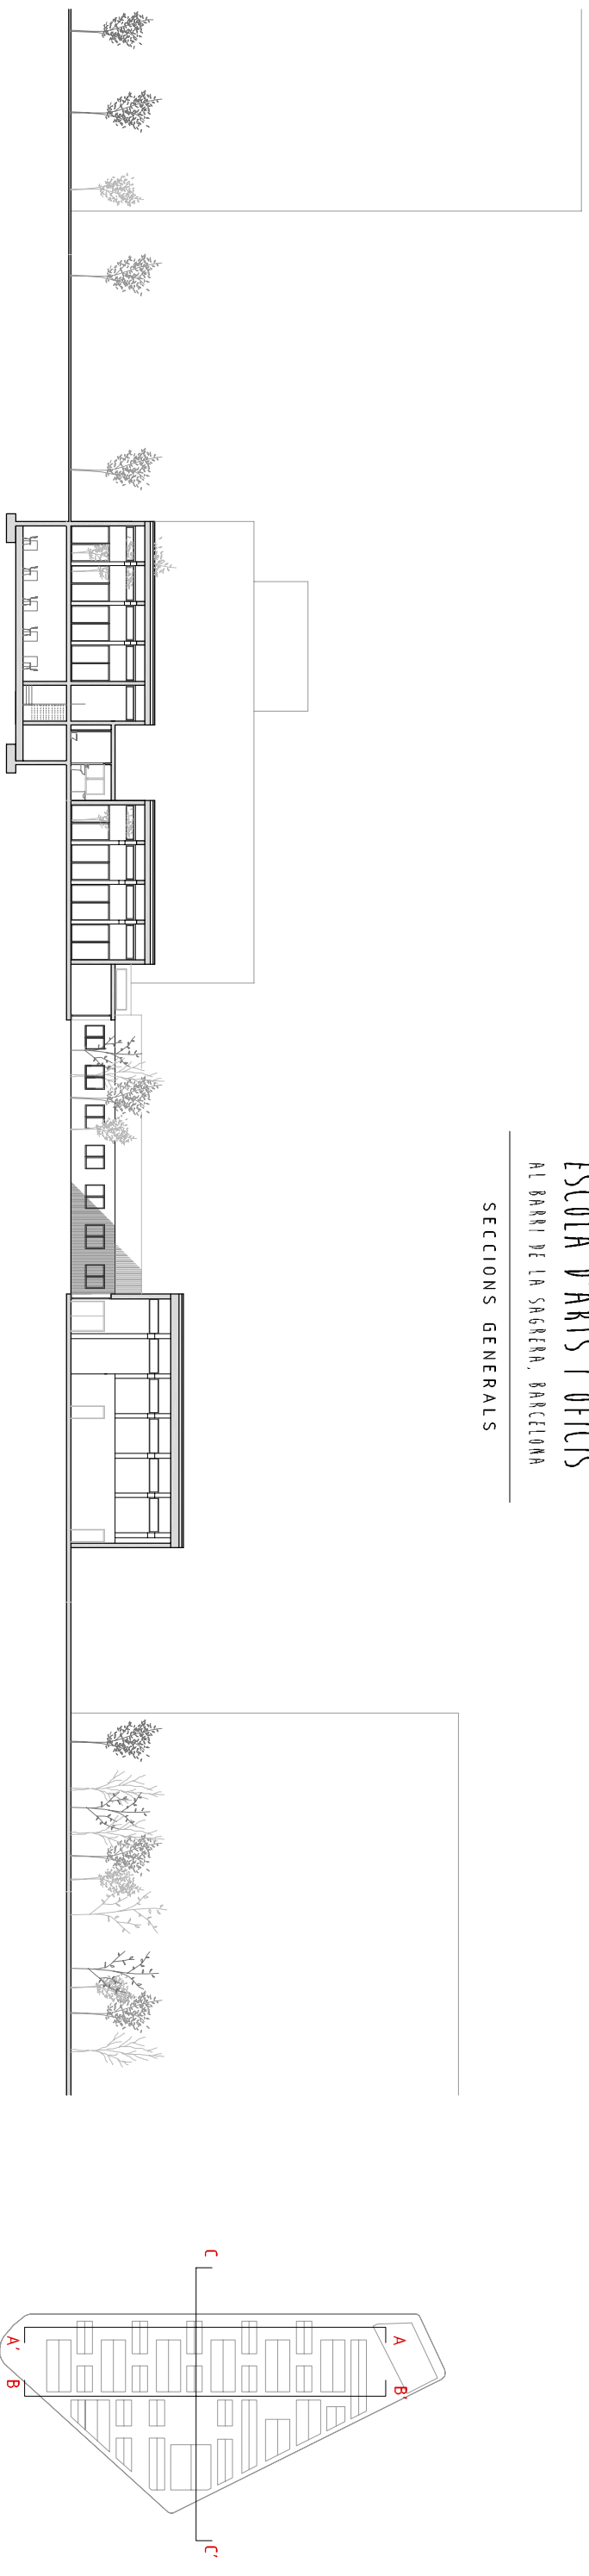 ESCOLA D'ARTS I OFICIS
AL BARRI DE LA SAGRERA, BARCELONA
SECCIONS GENERALS
C
C'
A
B'
A'
B